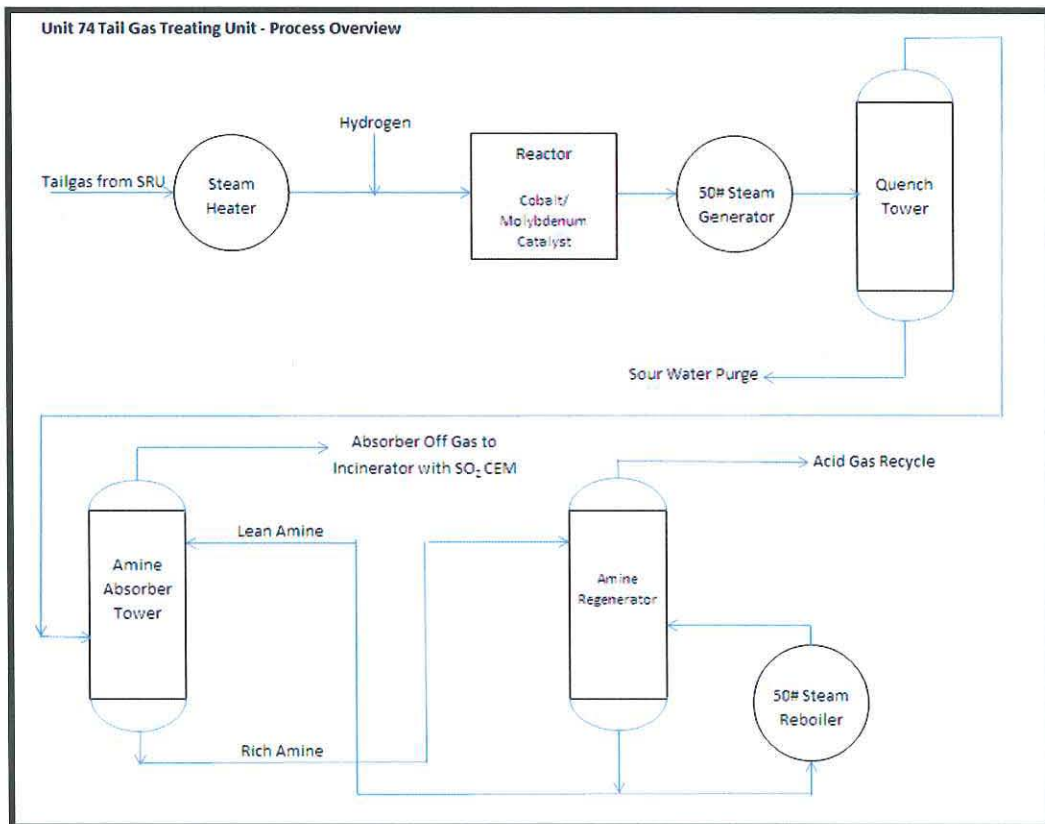 Unit 74 Tail Gas Treating Unit - Process Overview
Hydrogen
Tailgas from SRU
Steam
Heater
Reactor
Cobalt/
Molybdenum
Catalyst
50# Steam
Generator
Quench
Tower
Sour Water Purge
Absorber Off Gas to
Incinerator with SO₂ CEM
Acid Gas Recycle
Lean Amine
Amine
Absorber
Tower
Amine
Regenerator
50# Steam
Reboiler
Rich Amine